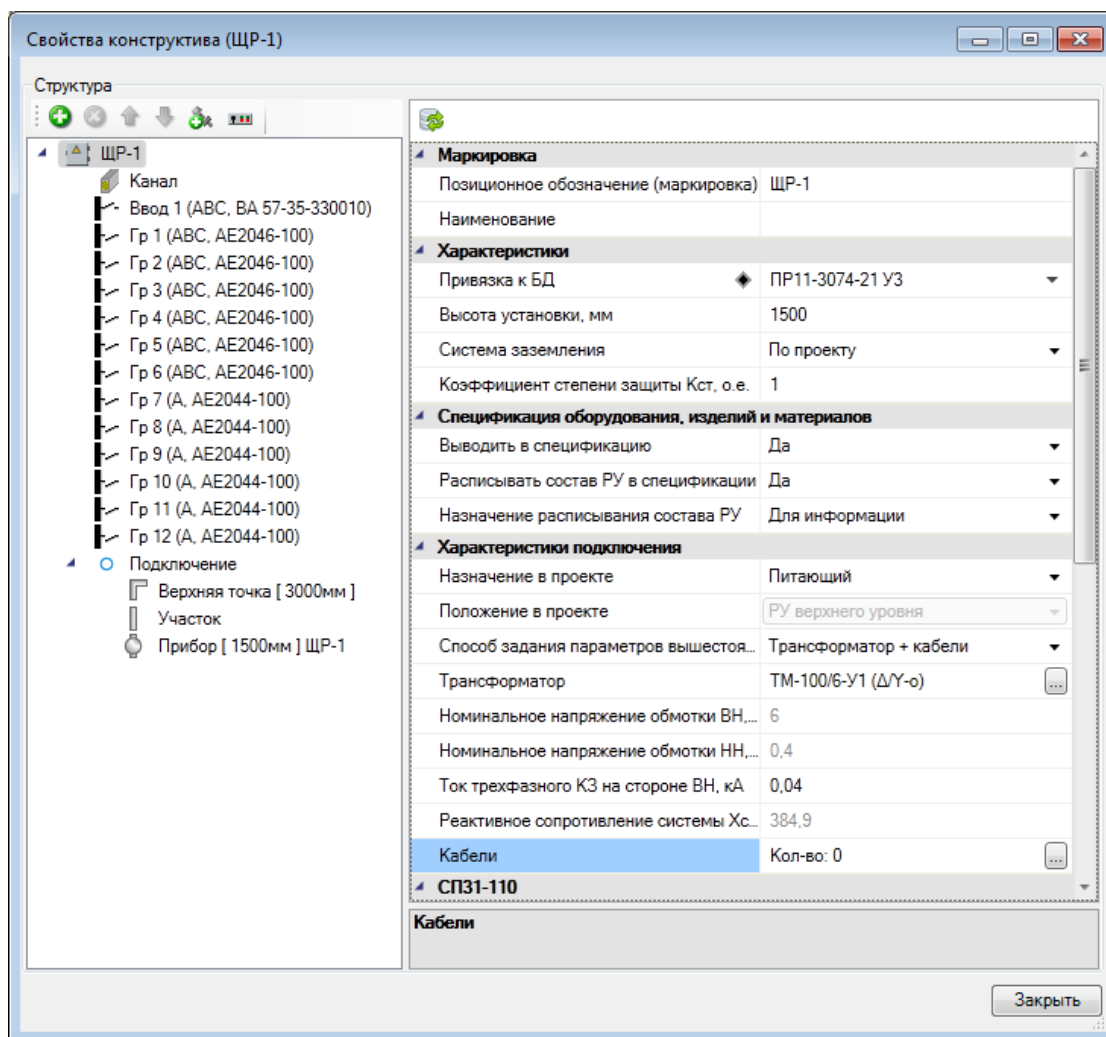 Свойства конструктива (ЩР-1)
Структура
ЩР-1
Канал
Ввод 1 (ABC, ВА 57-35-330010)
Гр 1 (ABC, АЕ2046-100)
Гр 2 (ABC, АЕ2046-100)
Гр 3 (ABC, АЕ2046-100)
Гр 4 (ABC, АЕ2046-100)
Гр 5 (ABC, АЕ2046-100)
Гр 6 (ABC, АЕ2046-100)
Гр 7 (A, АЕ2044-100)
Гр 8 (A, АЕ2044-100)
Гр 9 (A, АЕ2044-100)
Гр 10 (A, АЕ2044-100)
Гр 11 (A, АЕ2044-100)
Гр 12 (A, АЕ2044-100)
Подключение
Верхняя точка [ 3000мм ]
Участок
Прибор [ 1500мм ] ЩР-1
Маркировка
Позиционное обозначение (маркировка) ЩР-1
Наименование
Характеристики
Привязка к БД ПР11-3074-21 У3
Высота установки, мм 1500
Система заземления По проекту
Коэффициент степени защиты Кст, о.е. 1
Спецификация оборудования, изделий и материалов
Выводить в спецификацию Да
Расписывать состав РУ в спецификации Да
Назначение расписывания состава РУ Для информации
Характеристики подключения
Назначение в проекте Питающий
Положение в проекте РУ верхнего уровня
Способ задания параметров вышестоя... Трансформатор + кабели
Трансформатор ТМ-100/6-У1 (Δ/Y-о) ...
Номинальное напряжение обмотки ВН,... 6
Номинальное напряжение обмотки НН,... 0,4
Ток трехфазного КЗ на стороне ВН, кА 0,04
Реактивное сопротивление системы Хс... 384,9
Кабели Кол-во: 0 ...
СП31-110
Кабели
Закрыть